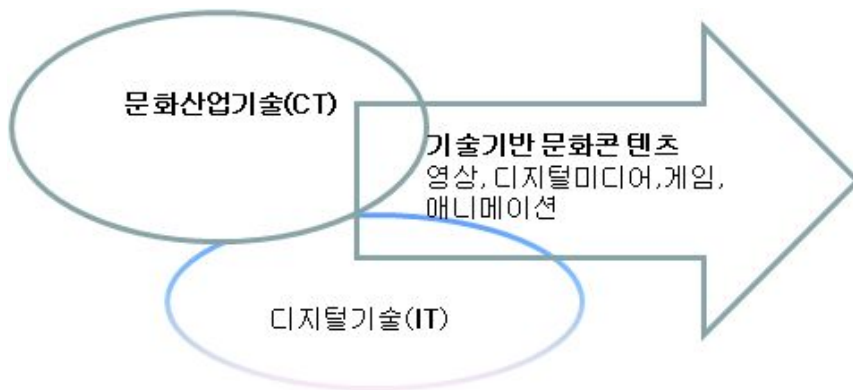 문화산업기술(CT)
기술기반 문화콘 텐츠
영상, 디지털미디어,게임,
애니메이션
디지털기술(IT)